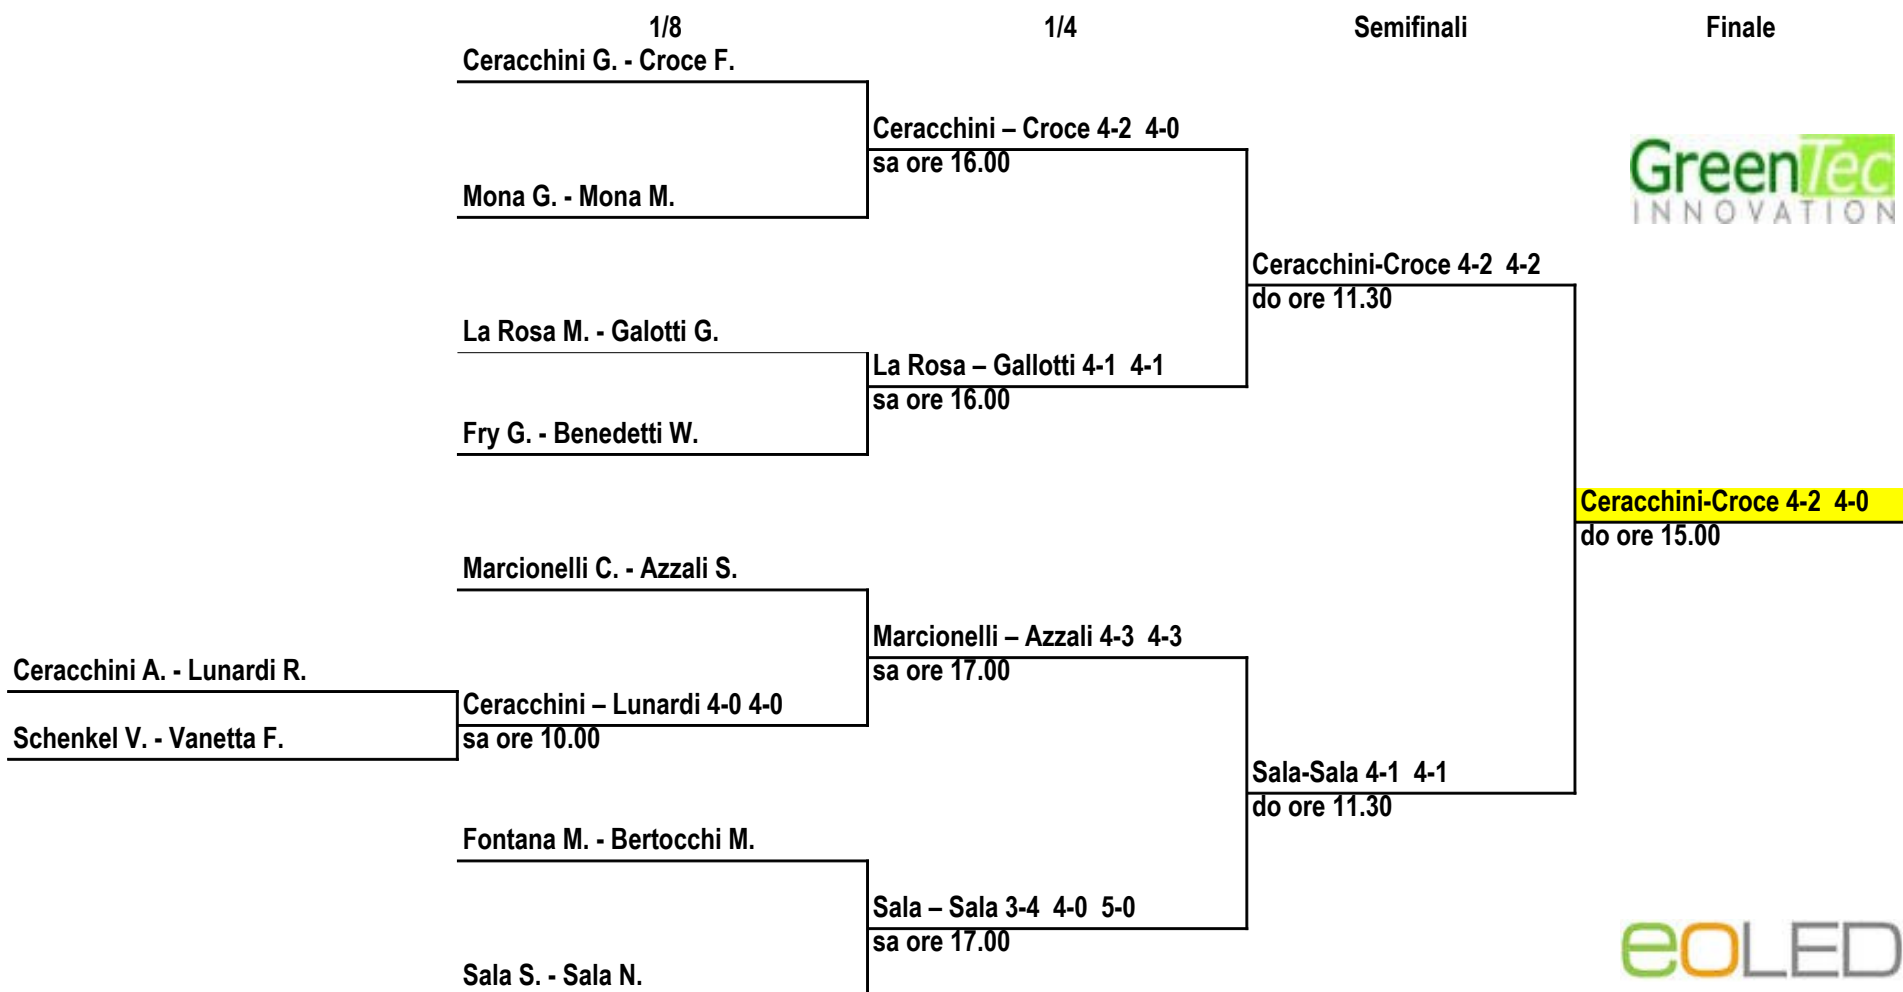 1/8 1/4 Semifinali Finale
Ceracchini G. - Croce F.
Ceracchini – Croce 4-2 4-0
sa ore 16.00
GreenTec
INNOVATION
Mona G. - Mona M.
Ceracchini-Croce 4-2 4-2
do ore 11.30
La Rosa M. - Galotti G.
La Rosa – Gallotti 4-1 4-1
sa ore 16.00
Fry G. - Benedetti W.
Ceracchini-Croce 4-2 4-0
do ore 15.00
Marcionelli C. - Azzali S.
Marcionelli – Azzali 4-3 4-3
sa ore 17.00
Ceracchini A. - Lunardi R.
Ceracchini – Lunardi 4-0 4-0
sa ore 10.00
Schenkel V. - Vanetta F.
Sala-Sala 4-1 4-1
do ore 11.30
Fontana M. - Bertocchi M.
Sala – Sala 3-4 4-0 5-0
sa ore 17.00
eOLED
Sala S. - Sala N.